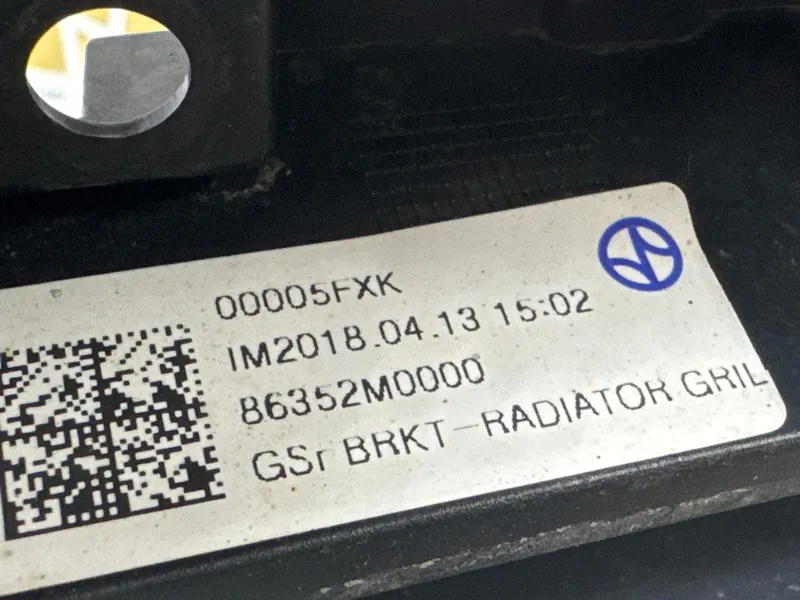 00005FXK
IM2018.04.13 15:02
86352M0000
GSr BRKT-RADIATOR GRIL